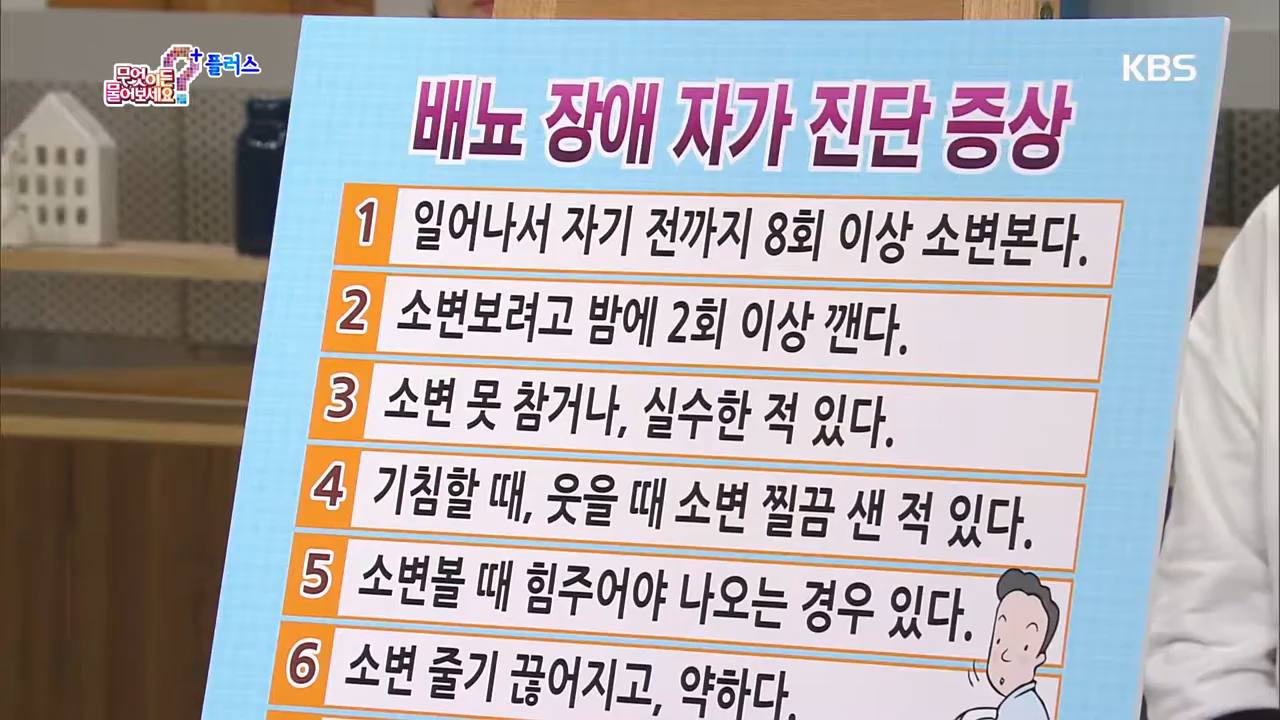 무엇이든
물어보세요
플러스
KBS
배뇨 장애 자가 진단 증상
1 일어나서 자기 전까지 8회 이상 소변본다.
2 소변보려고 밤에 2회 이상 깬다.
3 소변 못 참거나, 실수한 적 있다.
4 기침할 때, 웃을 때 소변 찔끔 샌 적 있다.
5 소변볼 때 힘주어야 나오는 경우 있다.
6 소변 줄기 끊어지고, 약하다.